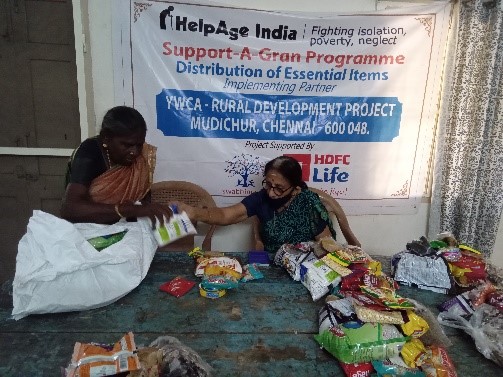 HelpAge India
Fighting isolation,
poverty, neglect
Support-A-Gran Programme
Distribution of Essential Items
Implementing Partner
YWCA - RURAL DEVELOPMENT PROJECT
MUDICHUR, CHENNAI - 600 048.
Project Supported By
HDFC
Life